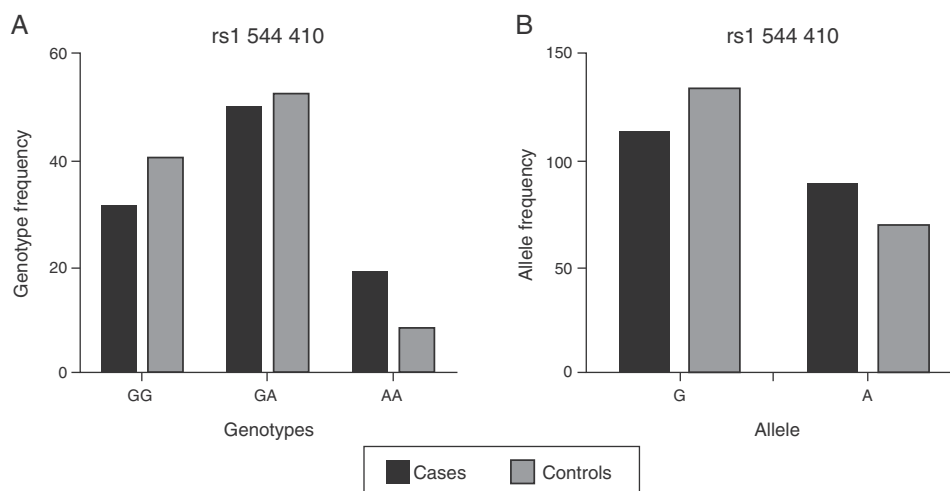 A
rs1 544 410
60
40
20
0
Genotype frequency
GG GA AA
Genotypes
B
rs1 544 410
150
100
50
0
Allele frequency
G A
Allele
Cases Controls